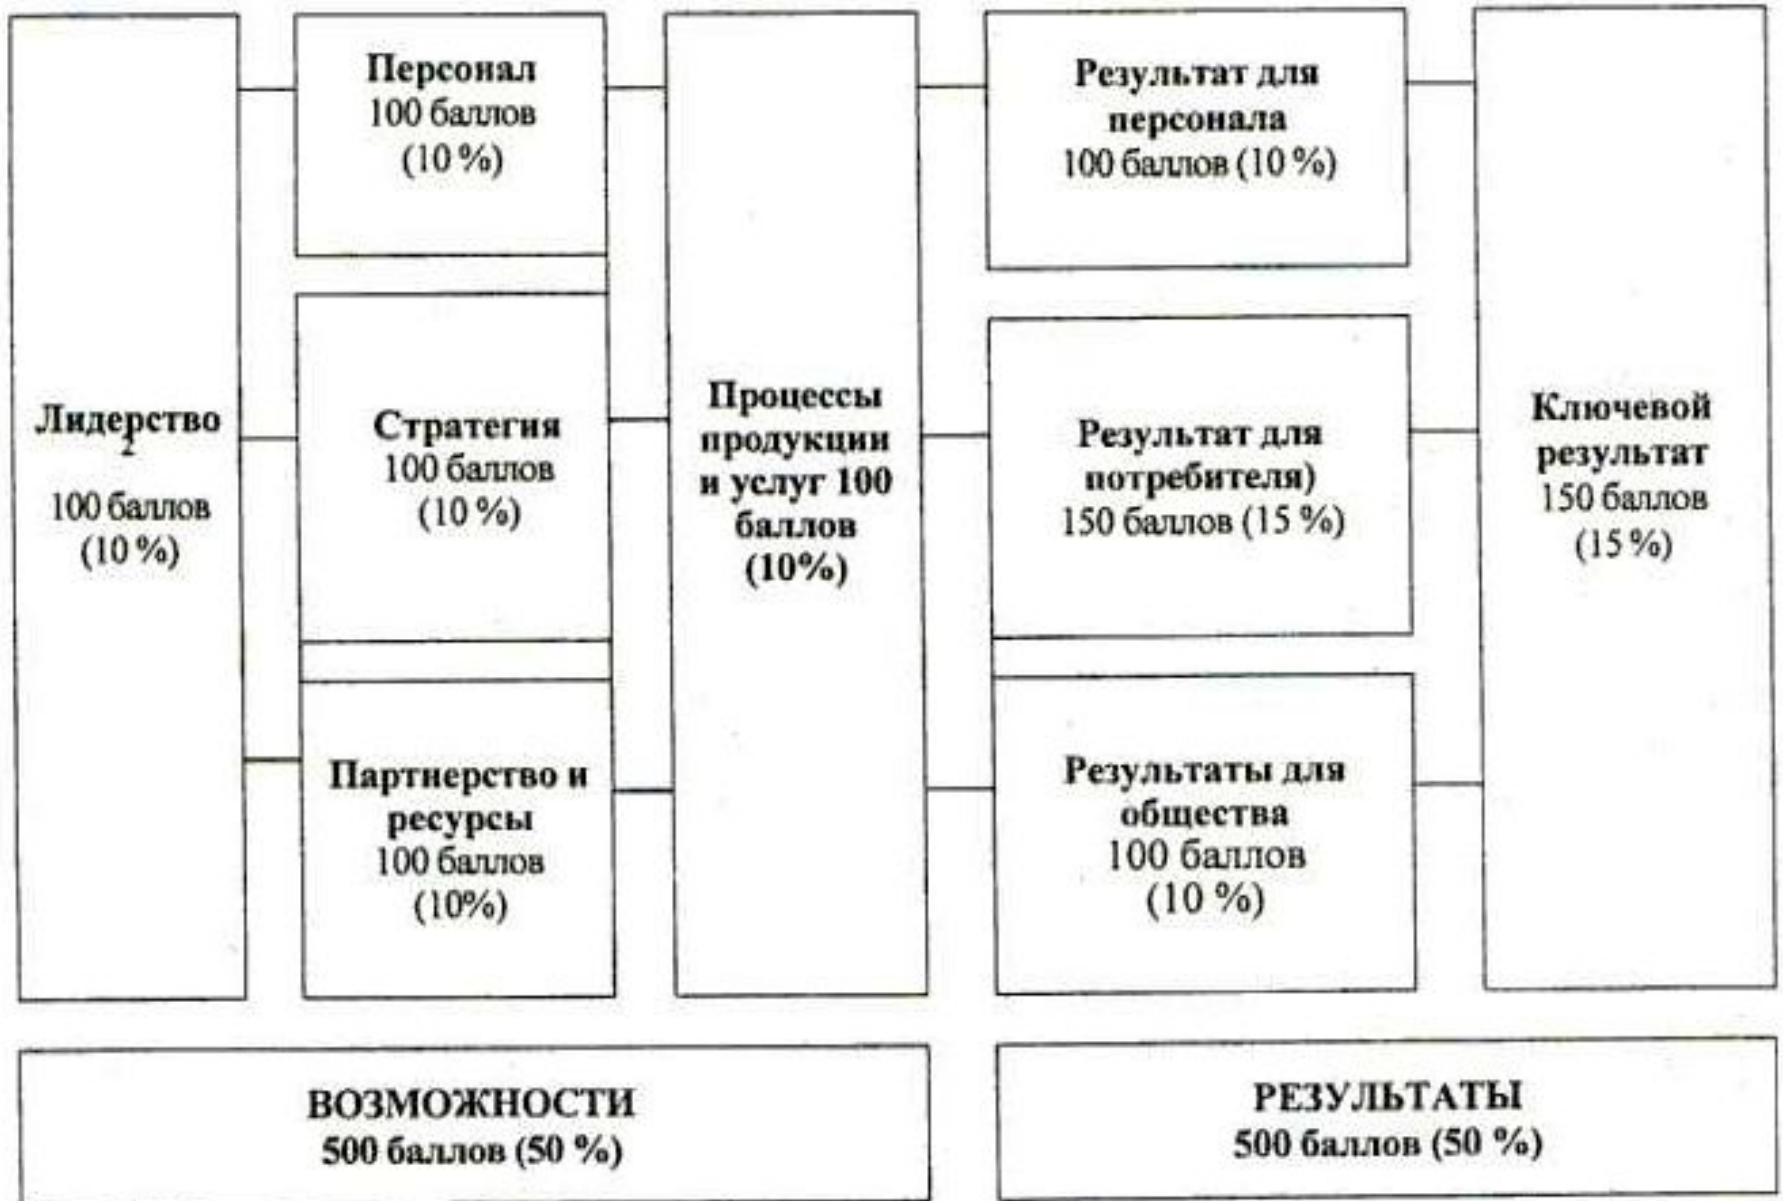 Лидерство
2
100 баллов
(10 %)
Персонал
100 баллов
(10 %)
Стратегия
100 баллов
(10 %)
Партнерство и
ресурсы
100 баллов
(10%)
Процессы
продукции
и услуг 100
баллов
(10%)
Результат для
персонала
100 баллов (10 %)
Результат для
потребителя)
150 баллов (15 %)
Результаты для
общества
100 баллов
(10 %)
Ключевой
результат
150 баллов
(15 %)
ВОЗМОЖНОСТИ
500 баллов (50 %)
РЕЗУЛЬТАТЫ
500 баллов (50 %)